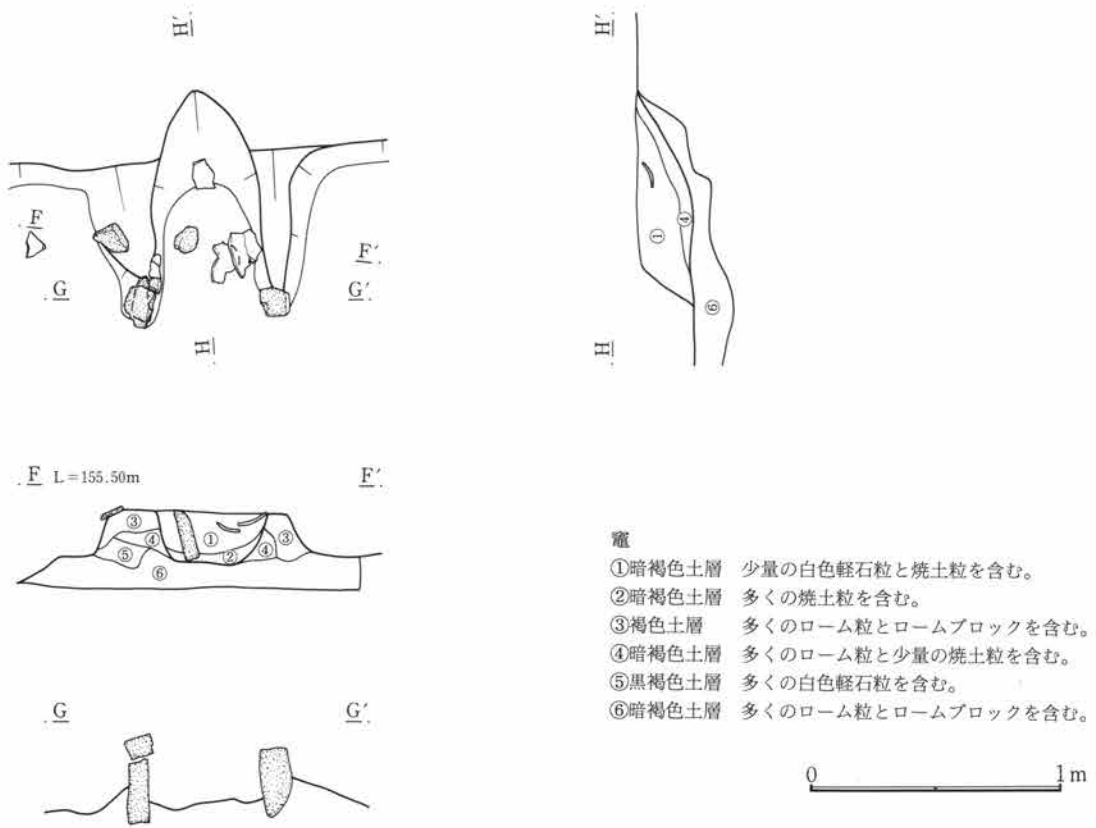 H′
H′
F
F′
G
G′
H
H
①
④
⑥
F L=155.50m F′
③
①
③
④
②
④
⑤
⑥
G G′
竈
①暗褐色土層 少量の白色軽石粒と焼土粒を含む。
②暗褐色土層 多くの焼土粒を含む。
③褐色土層 多くのローム粒とロームブロックを含む。
④暗褐色土層 多くのローム粒と少量の焼土粒を含む。
⑤黒褐色土層 多くの白色軽石粒を含む。
⑥暗褐色土層 多くのローム粒とロームブロックを含む。
0 1m